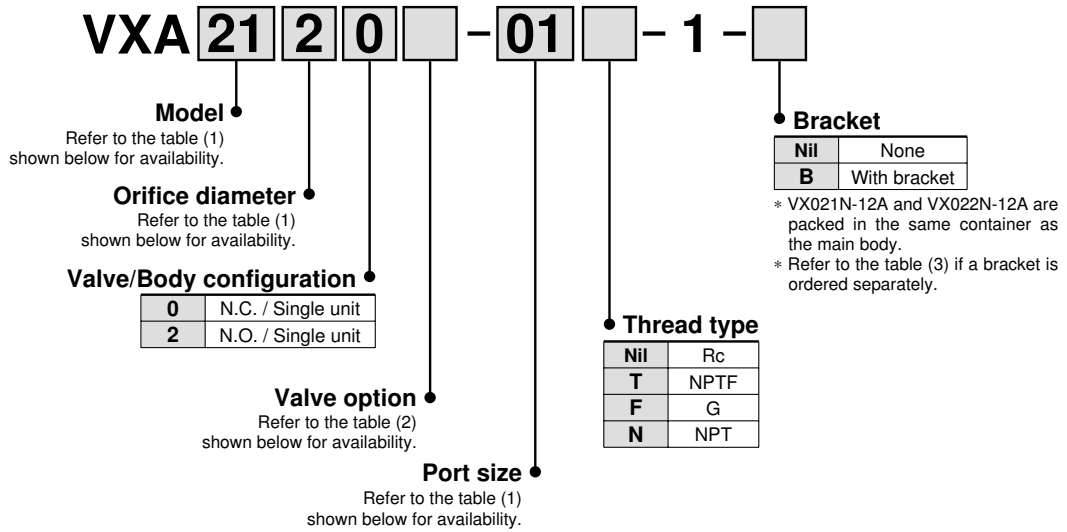 VXA 21 2 0 - 01 - 1 -
Model
Refer to the table (1)
shown below for availability.
Orifice diameter
Refer to the table (1)
shown below for availability.
Valve/Body configuration
0 N.C. / Single unit
2 N.O. / Single unit
Valve option
Refer to the table (2)
shown below for availability.
Port size
Refer to the table (1)
shown below for availability.
Thread type
Nil Rc
T NPTF
F G
N NPT
Bracket
Nil None
B With bracket
* VX021N-12A and VX022N-12A are
packed in the same container as
the main body.
* Refer to the table (3) if a bracket is
ordered separately.